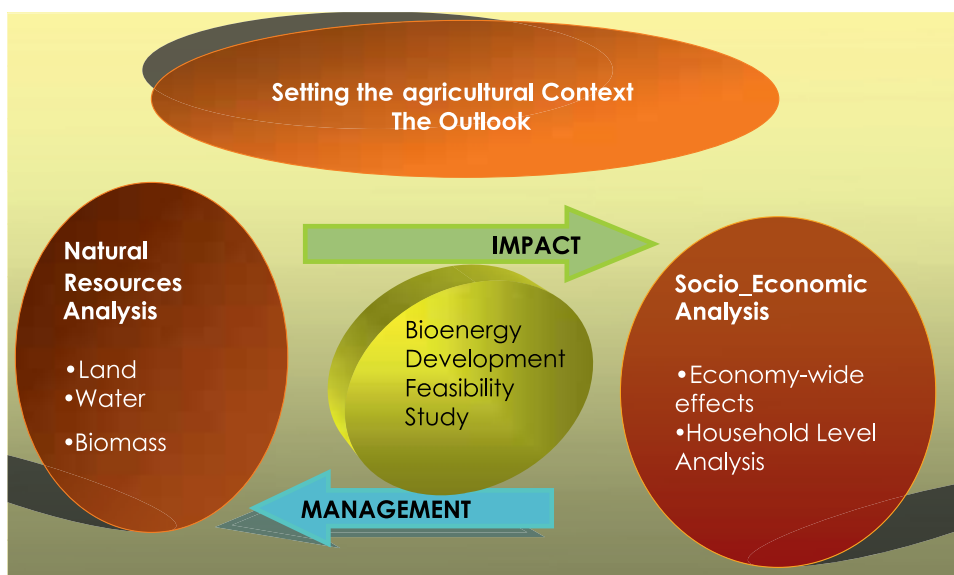 Setting the agricultural Context
The Outlook
Natural
Resources
Analysis
•Land
•Water
•Biomass
IMPACT
Bioenergy
Development
Feasibility
Study
MANAGEMENT
Socio_Economic
Analysis
•Economy-wide
effects
•Household Level
Analysis